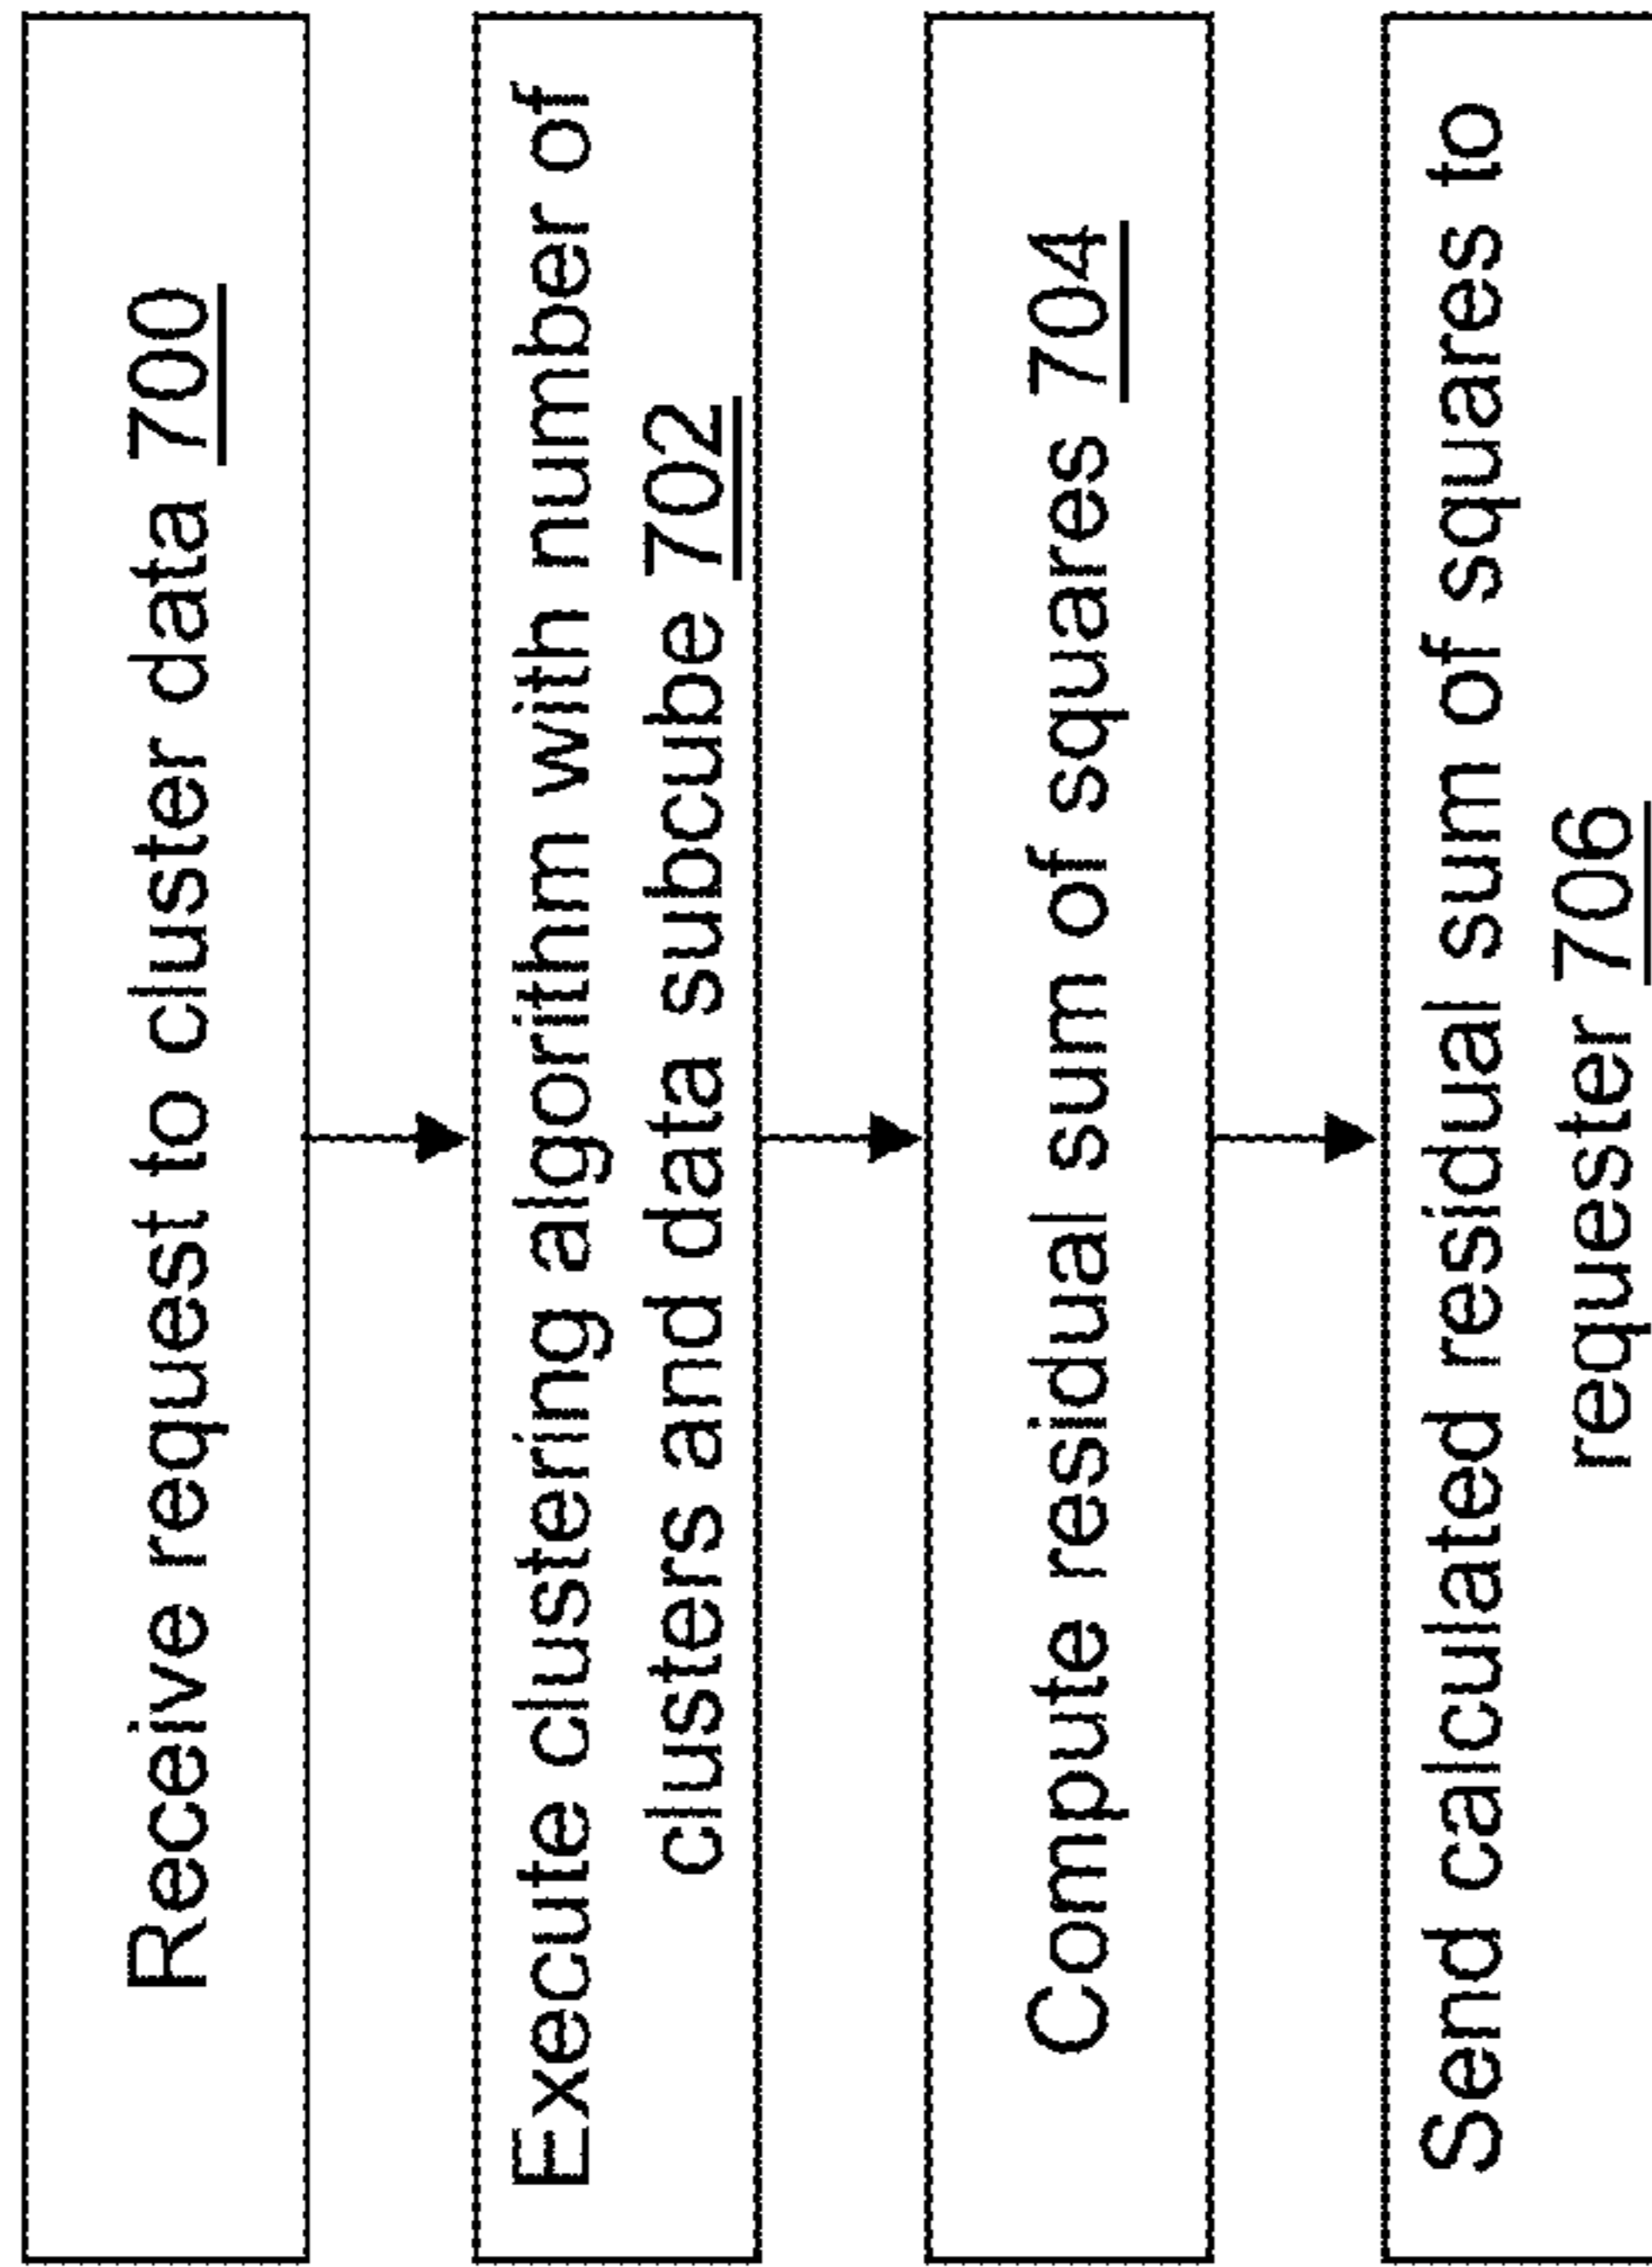 Receive request to cluster data 700
Execute clustering algorithm with number of
clusters and data subcube 702
Compute residual sum of squares 704
Send calculated residual sum of squares to
requester 706